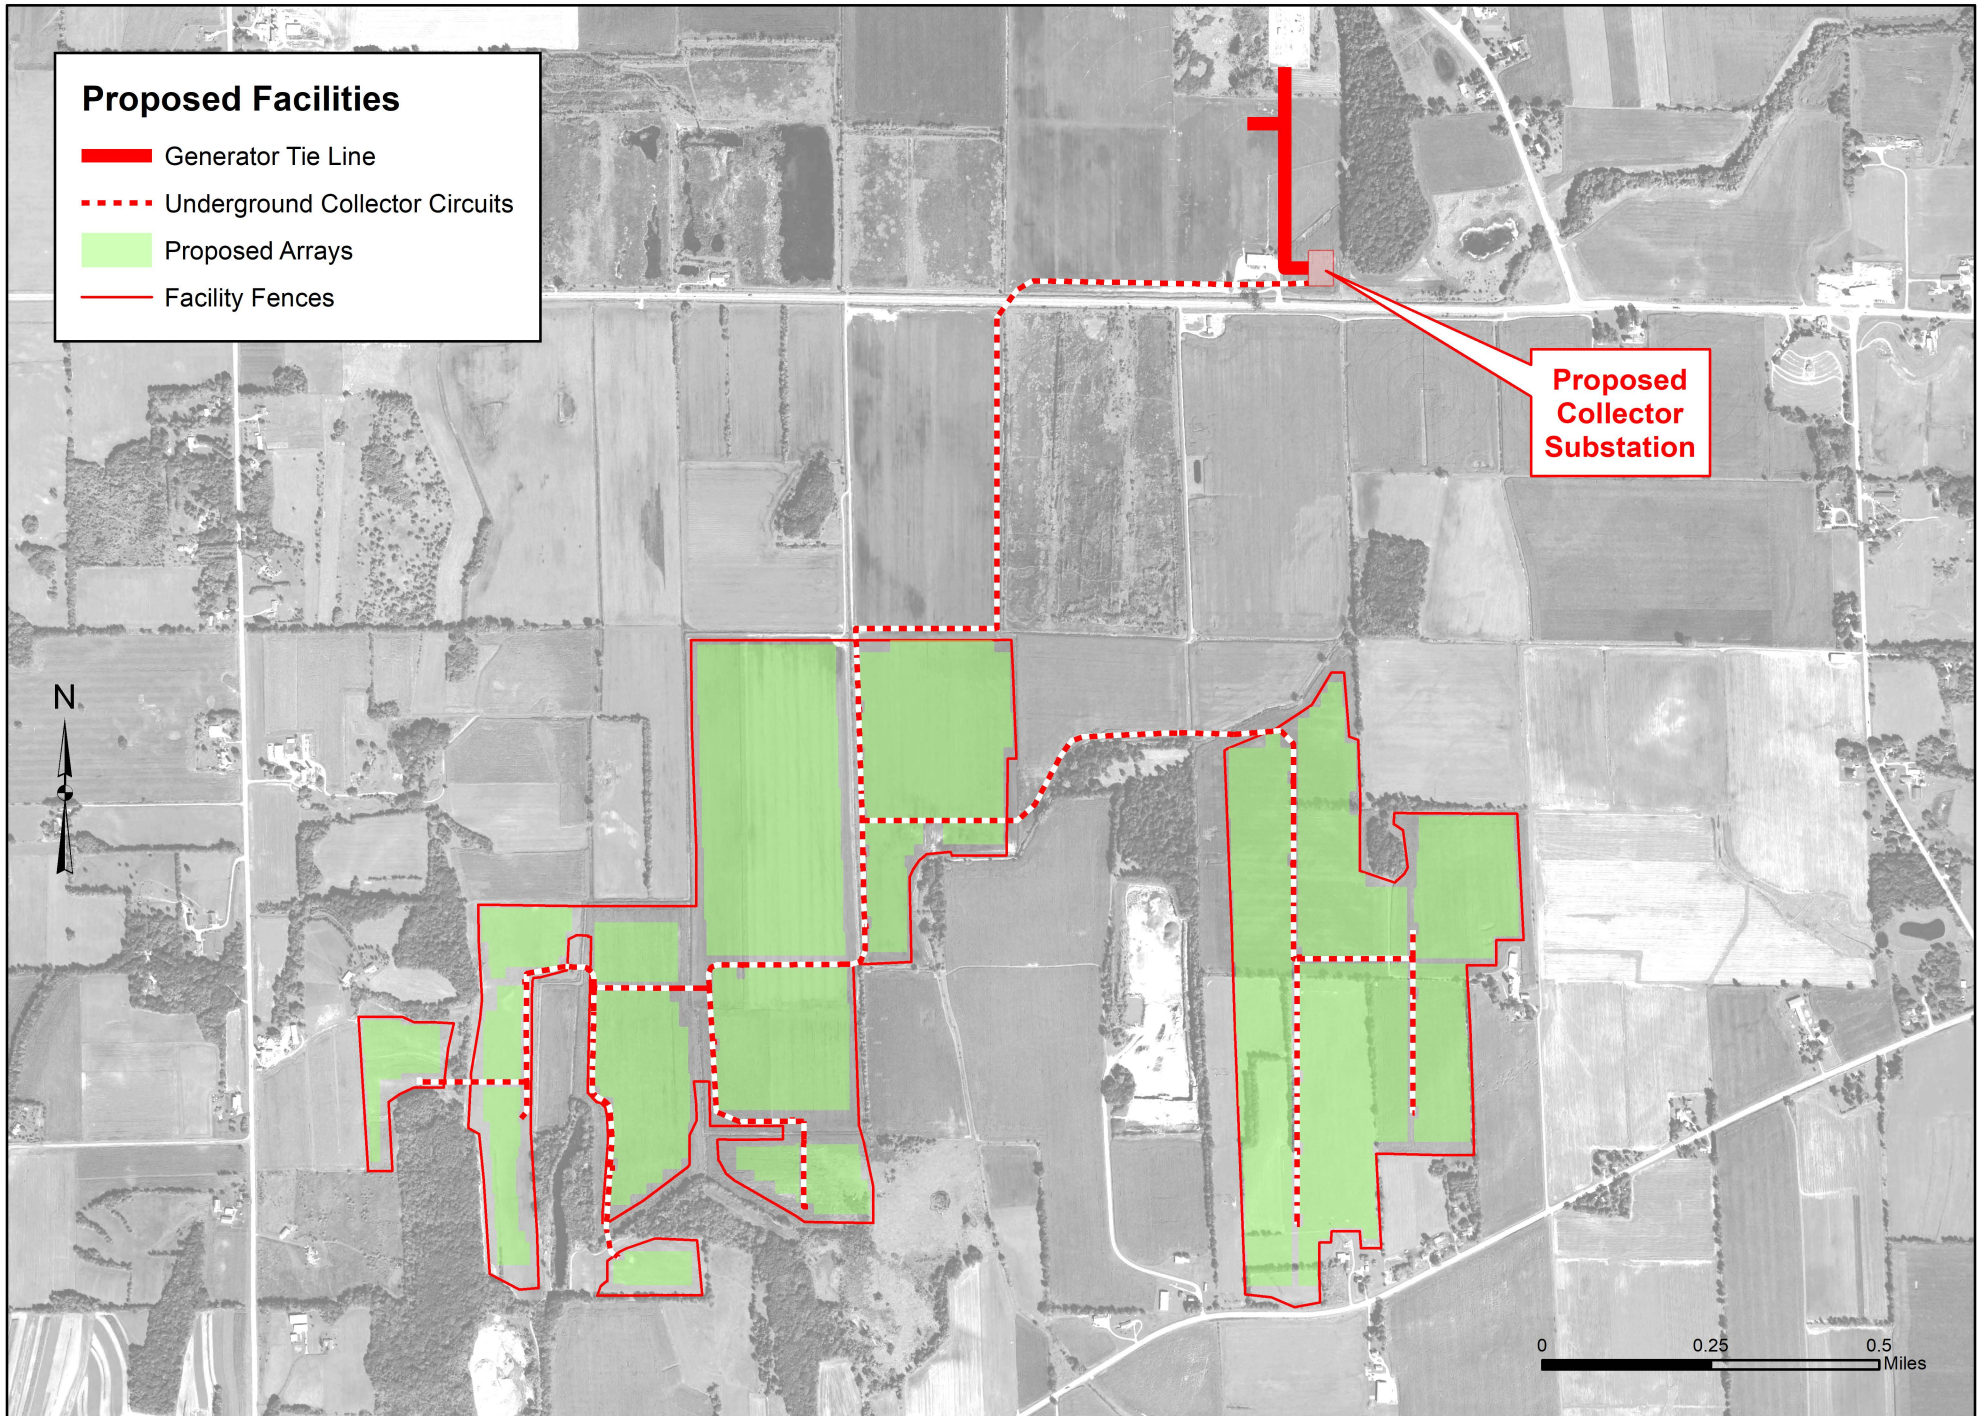 Proposed Facilities
Generator Tie Line
Underground Collector Circuits
Proposed Arrays
Facility Fences
Proposed
Collector
Substation
N
0 0.25 0.5
Miles